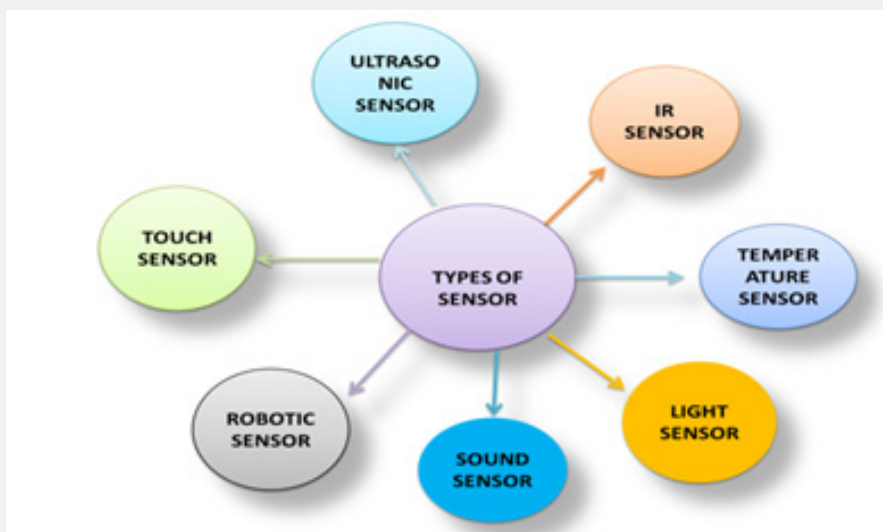 ULTRASO
NIC
SENSOR
IR
SENSOR
TOUCH
SENSOR
TYPES OF
SENSOR
TEMPER
ATURE
SENSOR
ROBOTIC
SENSOR
SOUND
SENSOR
LIGHT
SENSOR